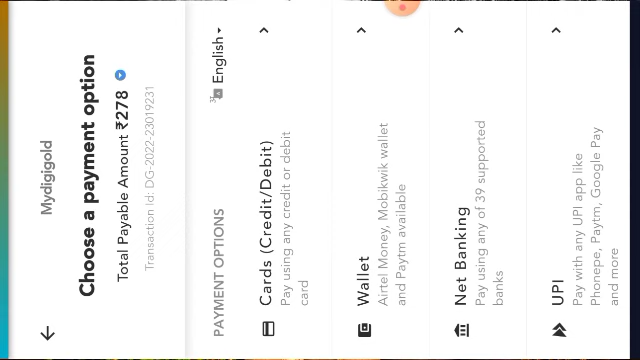 Mydigigold
Choose a payment option
Total Payable Amount ₹278
Transaction Id: DG-2022-23019231
PAYMENT OPTIONS
English
Cards (Credit/Debit)
Pay using any credit or debit
card
Wallet
Airtel Money, Mobikwik wallet
and Paytm available
Net Banking
Pay using any of 39 supported
banks
UPI
Pay with any UPI app like
Phonepe, Paytm, Google Pay
and more